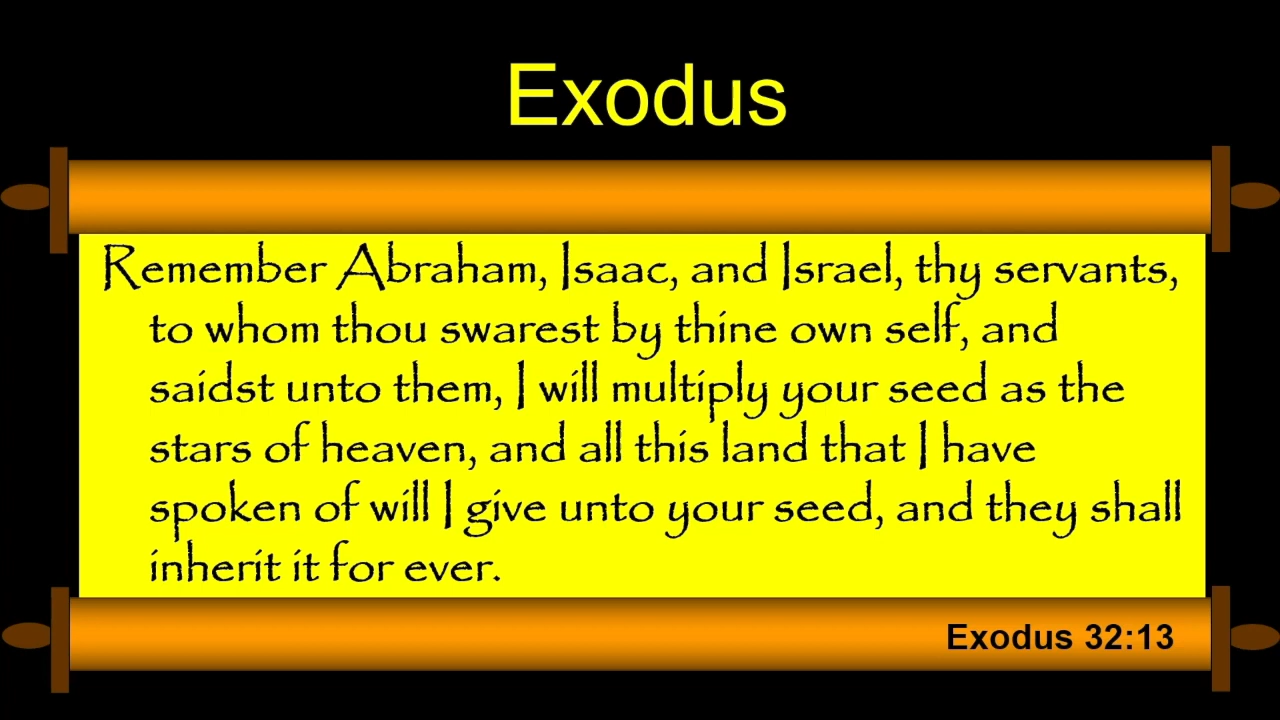 Exodus
Remember Abraham, Isaac, and Israel, thy servants,
to whom thou swarest by thine own self, and
saidst unto them, I will multiply your seed as the
stars of heaven, and all this land that I have
spoken of will I give unto your seed, and they shall
inherit it for ever.
Exodus 32:13